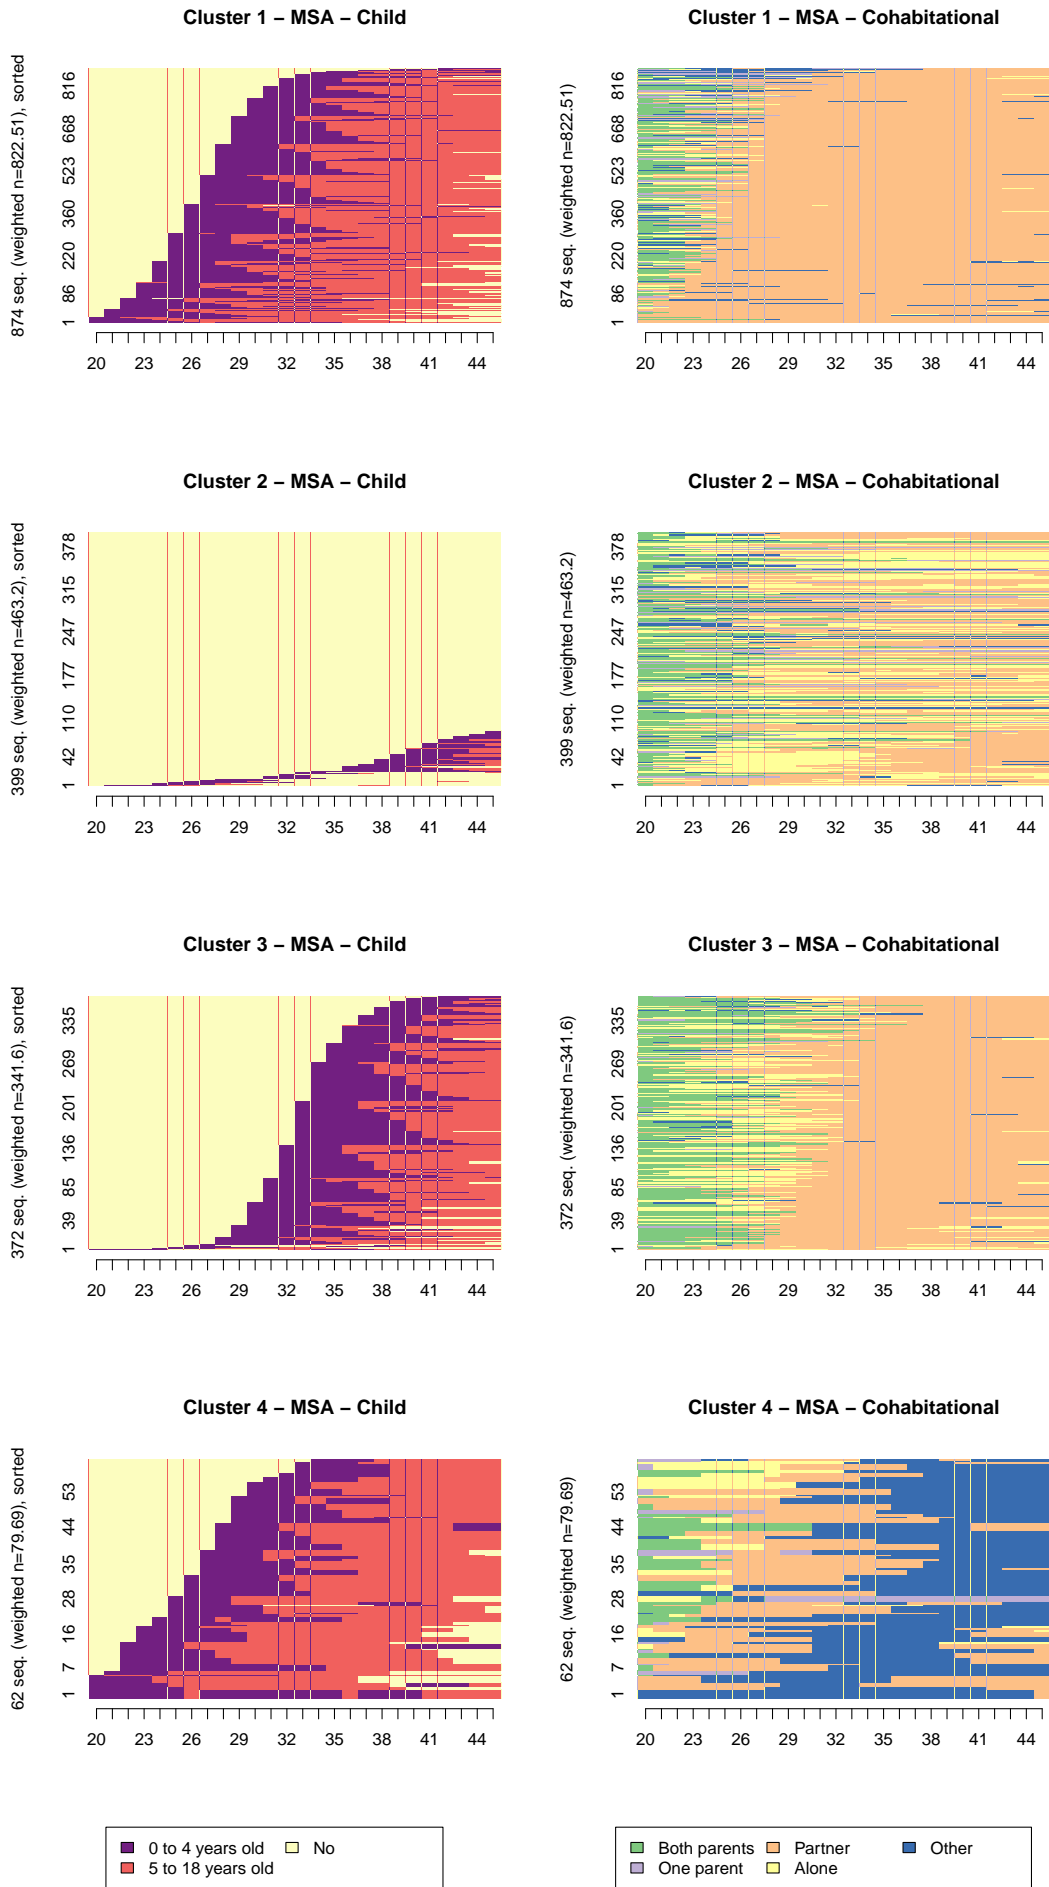 Cluster 1 – MSA – Child
Cluster 1 – MSA – Cohabitational
874 seq. (weighted n=822.51), sorted
1 86 220 360 523 668 816
20 23 26 29 32 35 38 41 44
874 seq. (weighted n=822.51)
1 86 220 360 523 668 816
20 23 26 29 32 35 38 41 44
Cluster 2 – MSA – Child
Cluster 2 – MSA – Cohabitational
399 seq. (weighted n=463.2), sorted
1 42 110 177 247 315 378
20 23 26 29 32 35 38 41 44
399 seq. (weighted n=463.2)
1 42 110 177 247 315 378
20 23 26 29 32 35 38 41 44
Cluster 3 – MSA – Child
Cluster 3 – MSA – Cohabitational
372 seq. (weighted n=341.6), sorted
1 39 85 136 201 269 335
20 23 26 29 32 35 38 41 44
372 seq. (weighted n=341.6)
1 39 85 136 201 269 335
20 23 26 29 32 35 38 41 44
Cluster 4 – MSA – Child
Cluster 4 – MSA – Cohabitational
62 seq. (weighted n=79.69), sorted
1 7 16 28 35 44 53
20 23 26 29 32 35 38 41 44
62 seq. (weighted n=79.69)
1 7 16 28 35 44 53
20 23 26 29 32 35 38 41 44
0 to 4 years old No
5 to 18 years old
Both parents Partner Other
One parent Alone